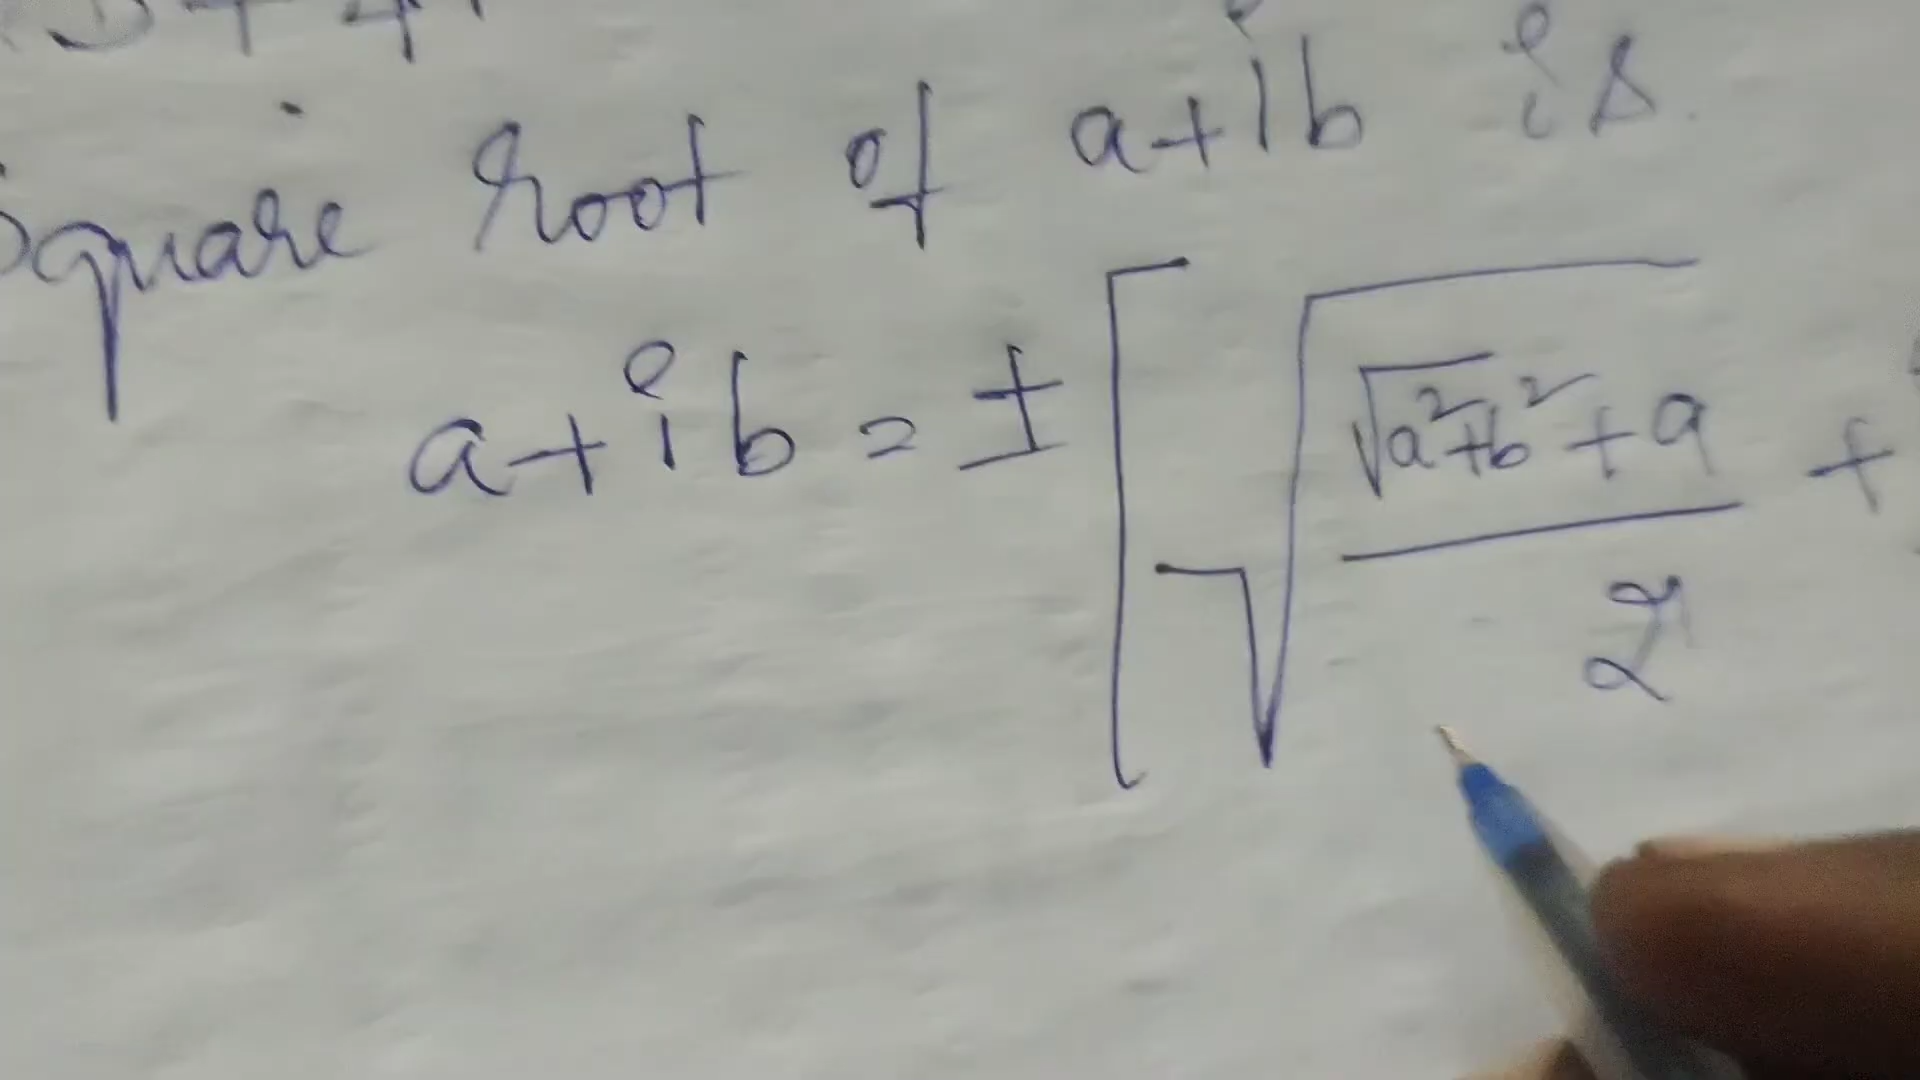 Square root of a+ib is
a+ib = ± [ √ √a²+b² + a / 2 +